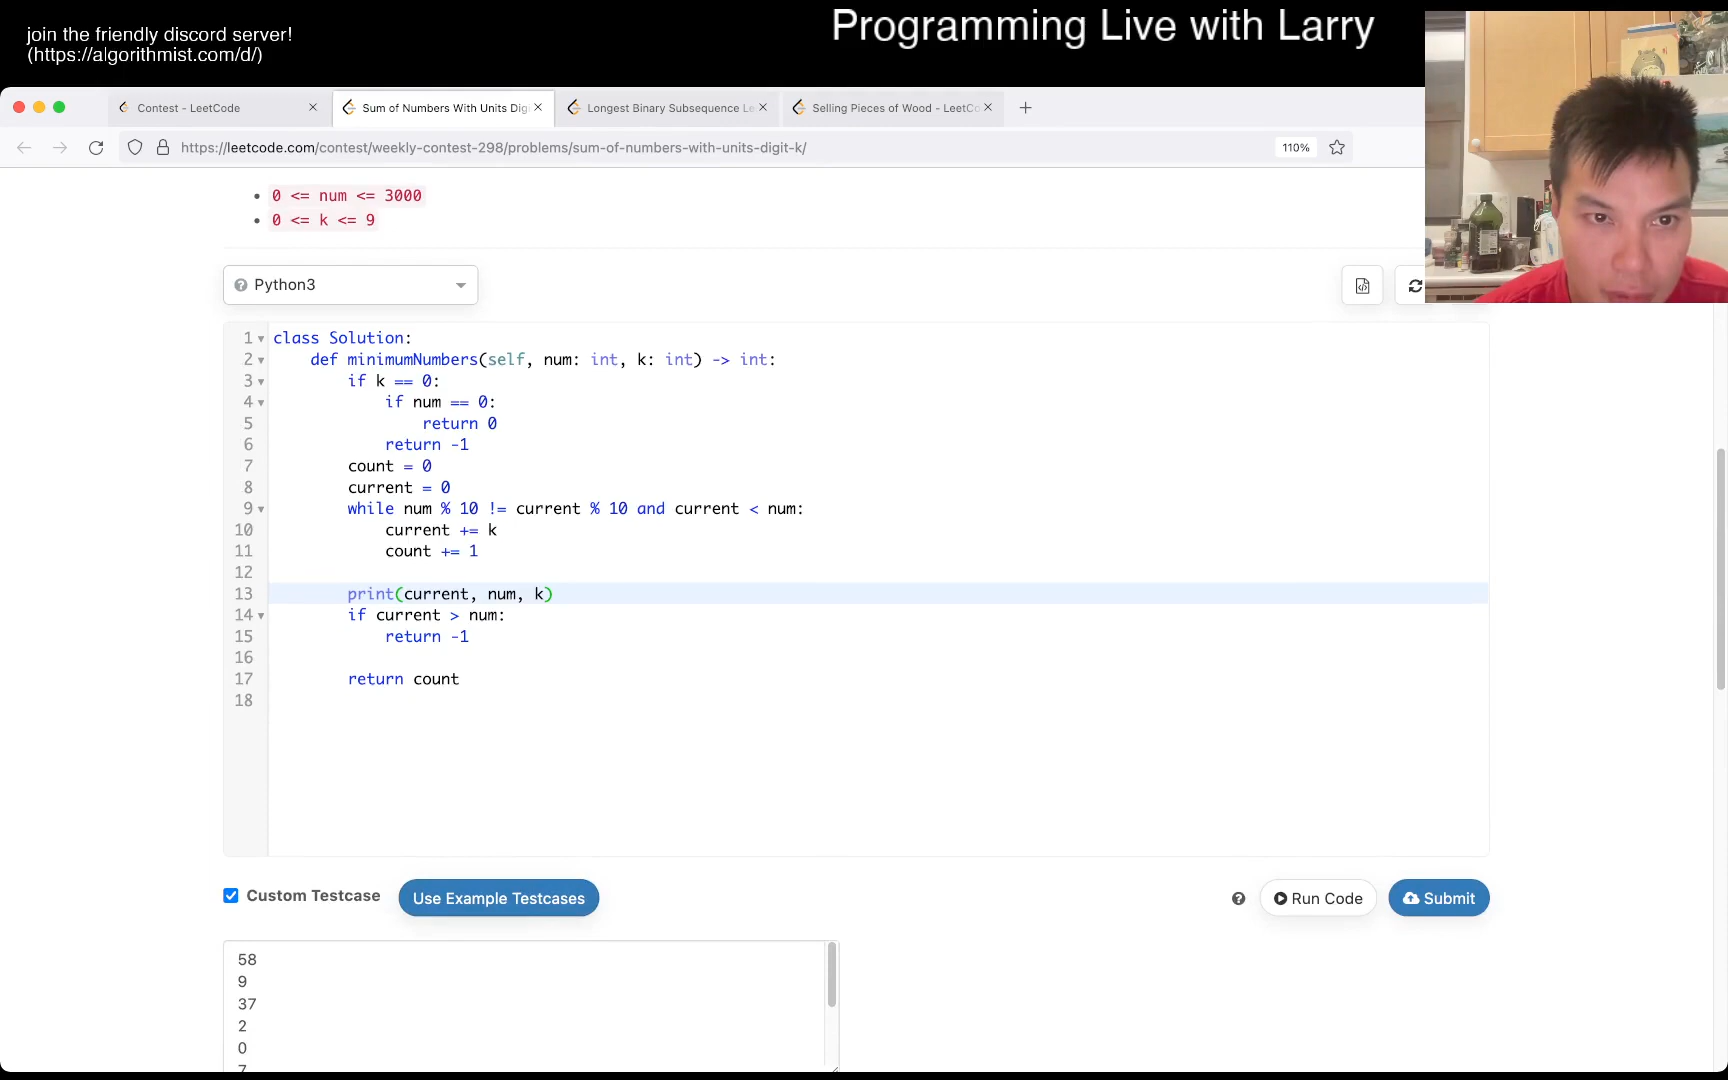 join the friendly discord server!
(https://algorithmist.com/d/)
Programming Live with Larry
Contest - LeetCode
Sum of Numbers With Units Dig
Longest Binary Subsequence Le
Selling Pieces of Wood - LeetCo
https://leetcode.com/contest/weekly-contest-298/problems/sum-of-numbers-with-units-digit-k/
110%
0 <= num <= 3000
0 <= k <= 9
Python3
1 class Solution:
2 def minimumNumbers(self, num: int, k: int) -> int:
3 if k == 0:
4 if num == 0:
5 return 0
6 return -1
7 count = 0
8 current = 0
9 while num % 10 != current % 10 and current < num:
10 current += k
11 count += 1
12
13 print(current, num, k)
14 if current > num:
15 return -1
16
17 return count
18
Custom Testcase
Use Example Testcases
Run Code
Submit
58
9
37
2
0
7